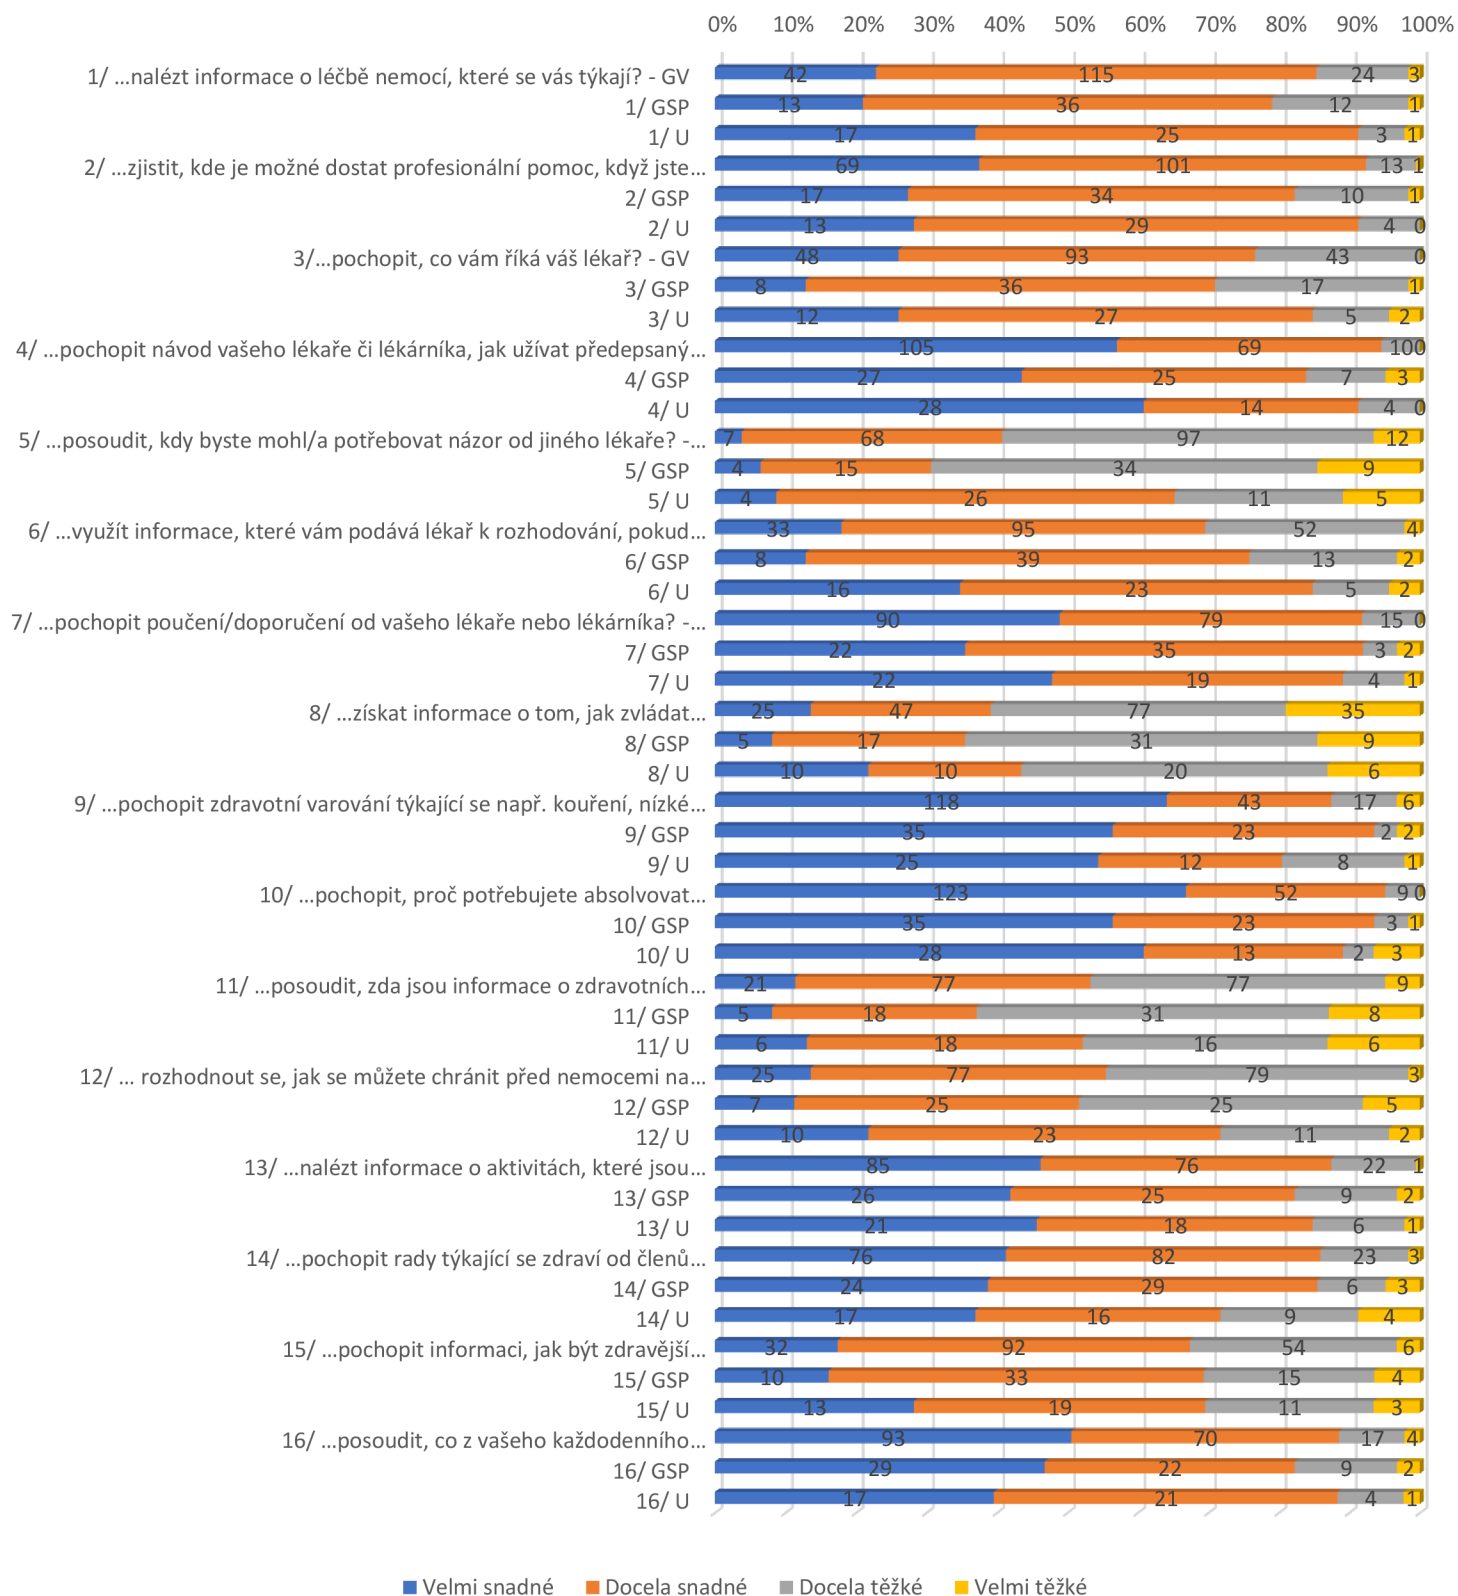 0% 10% 20% 30% 40% 50% 60% 70% 80% 90% 100%
1/ ...nalézt informace o léčbě nemocí, které se vás týkají? - GV 42 115 24 3
1/ GSP 13 36 12 1
1/ U 17 25 3 1
2/ ...zjistit, kde je možné dostat profesionální pomoc, když jste... 69 101 13 1
2/ GSP 17 34 10 1
2/ U 13 29 4 0
3/...pochopit, co vám říká váš lékař? - GV 48 93 43 0
3/ GSP 8 36 17 1
3/ U 12 27 5 2
4/ ...pochopit návod vašeho lékaře či lékárníka, jak užívat předepsaný... 105 69 10 0
4/ GSP 27 25 7 3
4/ U 28 14 4 0
5/ ...posoudit, kdy byste mohl/a potřebovat názor od jiného lékaře? -... 7 68 97 12
5/ GSP 4 15 34 9
5/ U 4 26 11 5
6/ ...využít informace, které vám podává lékař k rozhodování, pokud... 33 95 52 4
6/ GSP 8 39 13 2
6/ U 16 23 5 2
7/ ...pochopit poučení/doporučení od vašeho lékaře nebo lékárníka? -... 90 79 15 0
7/ GSP 22 35 3 2
7/ U 22 19 4 1
8/ ...získat informace o tom, jak zvládat... 25 47 77 35
8/ GSP 5 17 31 9
8/ U 10 10 20 6
9/ ...pochopit zdravotní varování týkající se např. kouření, nízké... 118 43 17 6
9/ GSP 35 23 2 2
9/ U 25 12 8 1
10/ ...pochopit, proč potřebujete absolvovat... 123 52 9 0
10/ GSP 35 23 3 1
10/ U 28 13 2 3
11/ ...posoudit, zda jsou informace o zdravotních... 21 77 77 9
11/ GSP 5 18 31 8
11/ U 6 18 16 6
12/ ... rozhodnout se, jak se můžete chránit před nemocemi na... 25 77 79 3
12/ GSP 7 25 25 5
12/ U 10 23 11 2
13/ ...nalézt informace o aktivitách, které jsou... 85 76 22 1
13/ GSP 26 25 9 2
13/ U 21 18 6 1
14/ ...pochopit rady týkající se zdraví od členů... 76 82 23 3
14/ GSP 24 29 6 3
14/ U 17 16 9 4
15/ ...pochopit informaci, jak být zdravější... 32 92 54 6
15/ GSP 10 33 15 4
15/ U 13 19 11 3
16/ ...posoudit, co z vašeho každodenního... 93 70 17 4
16/ GSP 29 22 9 2
16/ U 17 21 4 1
Velmi snadné Docela snadné Docela těžké Velmi těžké